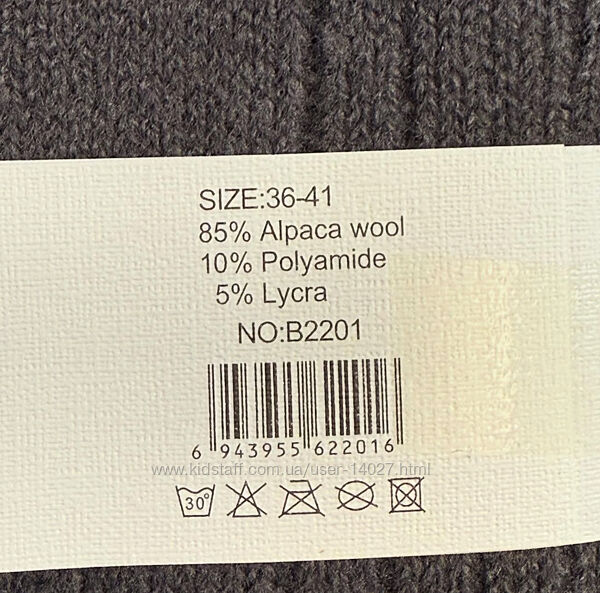 SIZE:36-41
85% Alpaca wool
10% Polyamide
5% Lycra
NO:B2201
6 943955 622016
www.kidstaff.com.ua/user-14027.html
30°